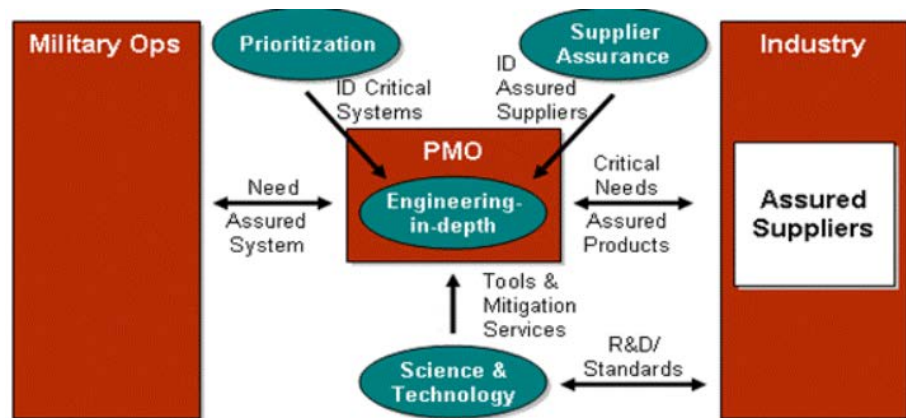 Military Ops
Prioritization
Supplier
Assurance
Industry
ID Critical
Systems
ID
Assured
Suppliers
PMO
Engineering-
in-depth
Need
Assured
System
Critical
Needs
Assured
Products
Assured
Suppliers
Tools &
Mitigation
Services
Science &
Technology
R&D/
Standards